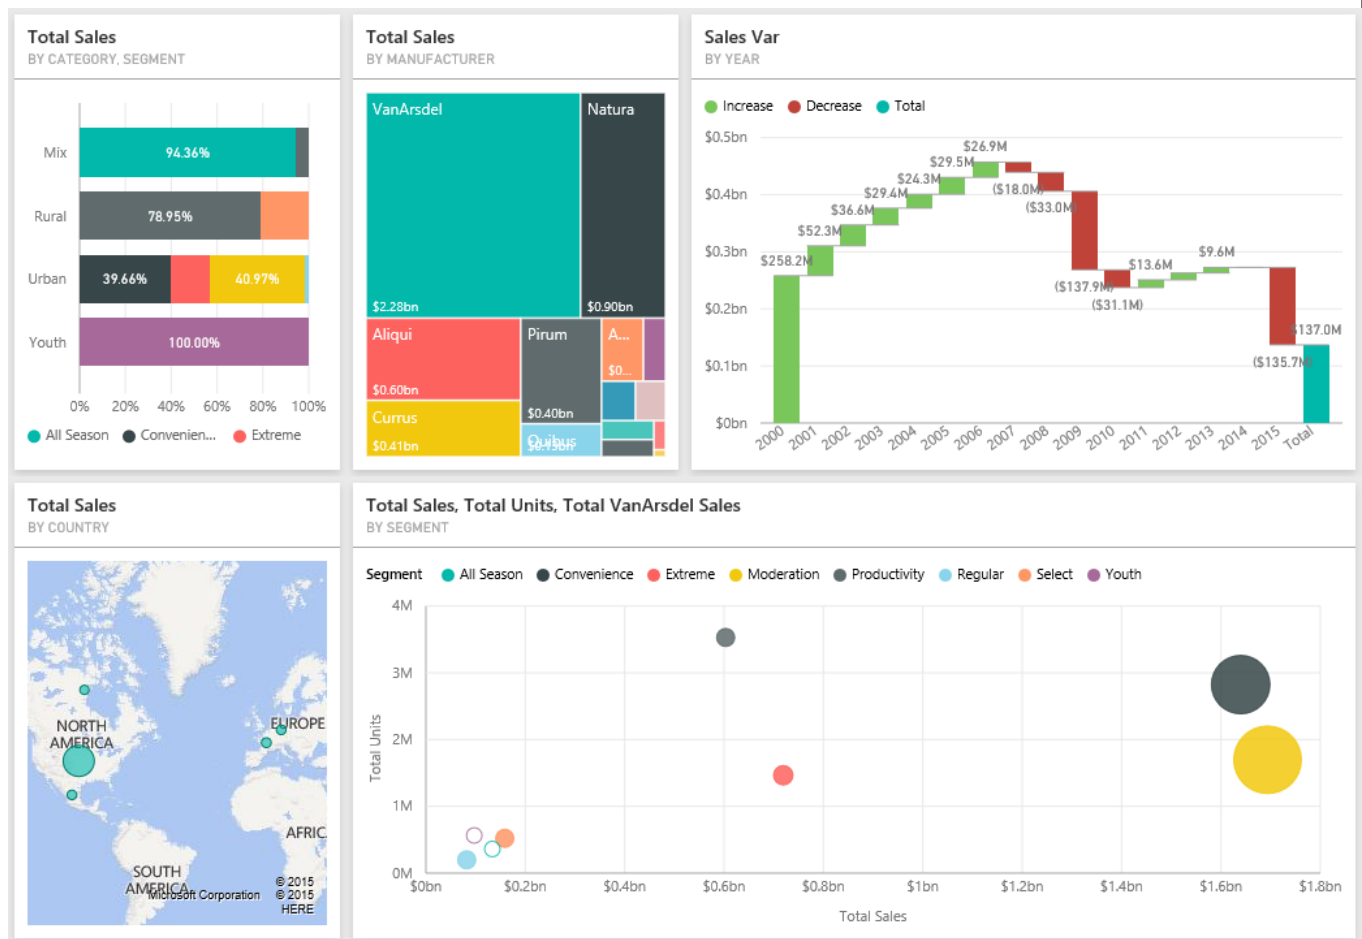 Total Sales
BY CATEGORY, SEGMENT
Mix
94.36%
Rural
78.95%
Urban
39.66%
40.97%
Youth
100.00%
0% 20% 40% 60% 80% 100%
All Season Convenien... Extreme
Total Sales
BY MANUFACTURER
VanArsdel
$2.28bn
Natura
$0.90bn
Aliqui
$0.60bn
Pirum
$0.40bn
A...
$0...
Currus
$0.41bn
Quibus
$0.15bn
Sales Var
BY YEAR
Increase Decrease Total
$0.5bn
$0.4bn
$0.3bn
$0.2bn
$0.1bn
$0bn
$258.2M
$52.3M
$36.6M
$29.4M
$24.3M
$29.5M
$26.9M
($18.0M)
($33.0M)
($137.9M)
($31.1M)
$13.6M
$9.6M
($135.7M)
$137.0M
2000 2001 2002 2003 2004 2005 2006 2007 2008 2009 2010 2011 2012 2013 2014 2015 Total
Total Sales
BY COUNTRY
NORTH
AMERICA
EUROPE
AFRIC
SOUTH
AMERICA
© 2015
Microsoft Corporation © 2015
HERE
Total Sales, Total Units, Total VanArsdel Sales
BY SEGMENT
Segment All Season Convenience Extreme Moderation Productivity Regular Select Youth
4M
3M
2M
1M
0M
Total Units
$0bn $0.2bn $0.4bn $0.6bn $0.8bn $1bn $1.2bn $1.4bn $1.6bn $1.8bn
Total Sales